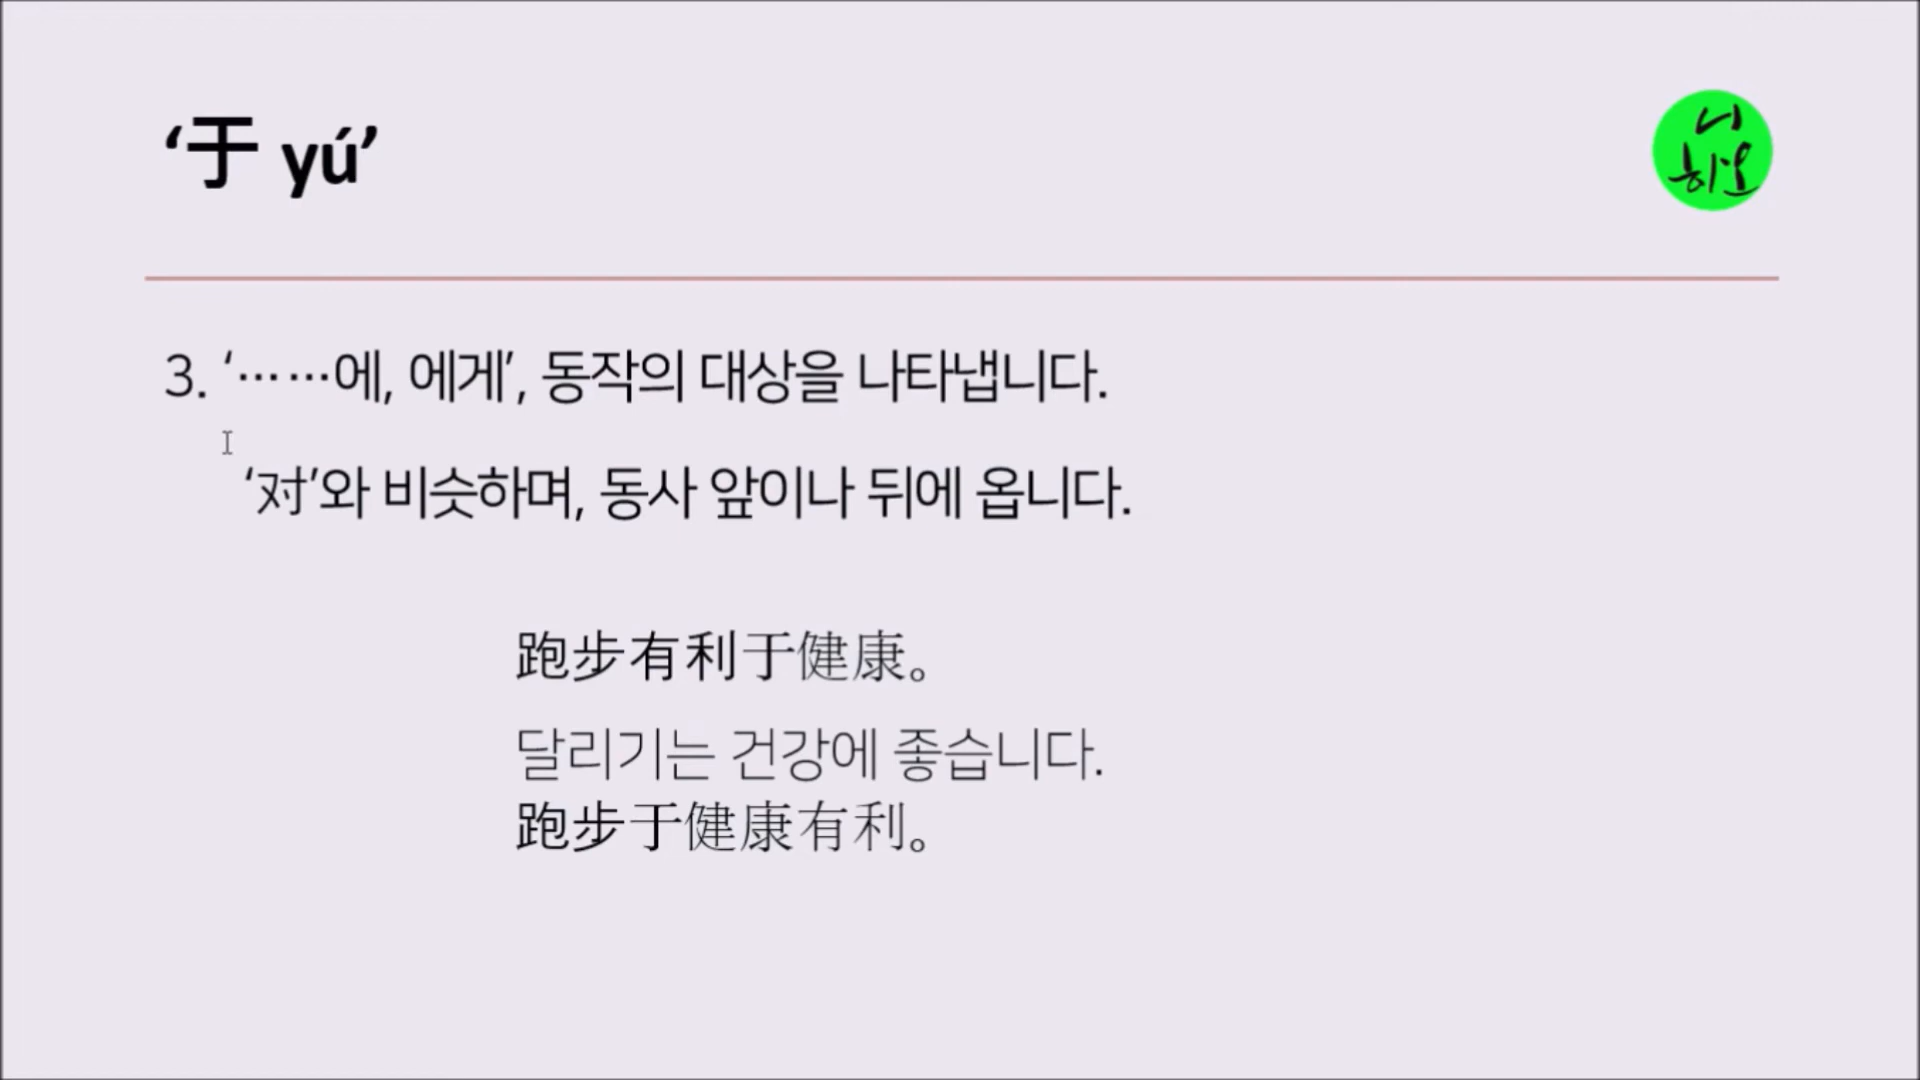 ‘于 yú’
니
하오
3. ‘……에, 에게’, 동작의 대상을 나타냅니다.
‘对’와 비슷하며, 동사 앞이나 뒤에 옵니다.
跑步有利于健康。
달리기는 건강에 좋습니다.
跑步于健康有利。